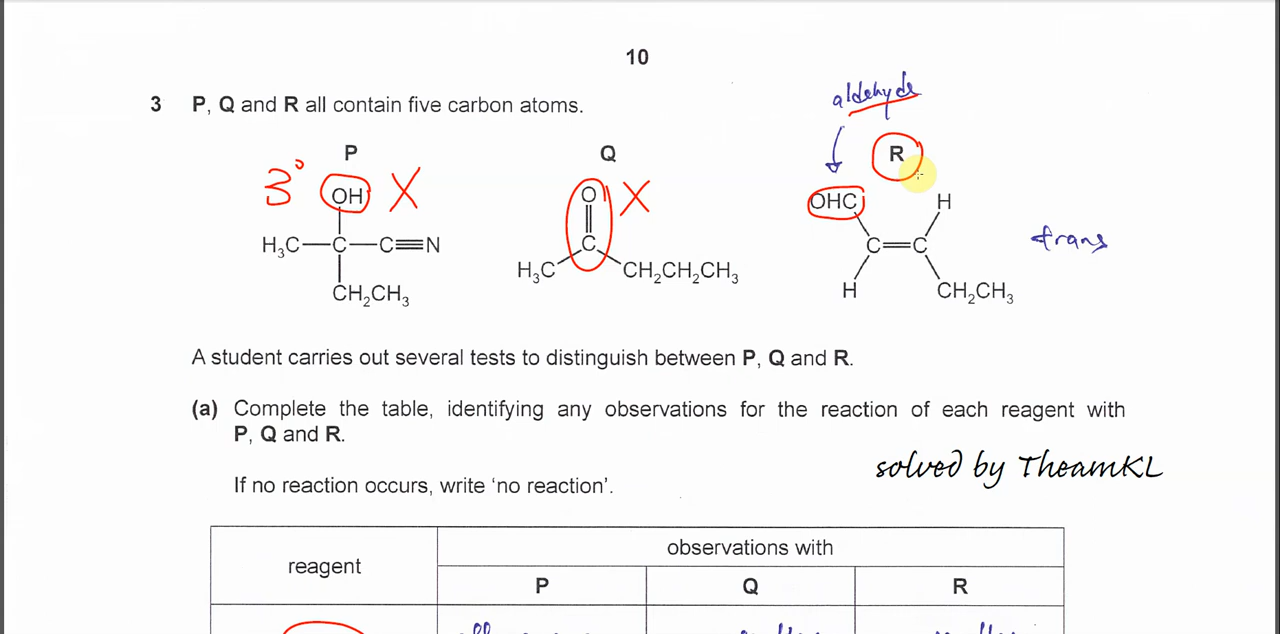 10
aldehyde
3 P, Q and R all contain five carbon atoms.
P
Q
R
3° OH X
O X
OHC H
H₃C—C—C≡N
C
C=C
trans
H₃C CH₂CH₂CH₃
CH₂CH₃
H CH₂CH₃
A student carries out several tests to distinguish between P, Q and R.
(a) Complete the table, identifying any observations for the reaction of each reagent with
P, Q and R.
solved by TheamKL
If no reaction occurs, write ‘no reaction’.
observations with
reagent
P Q R